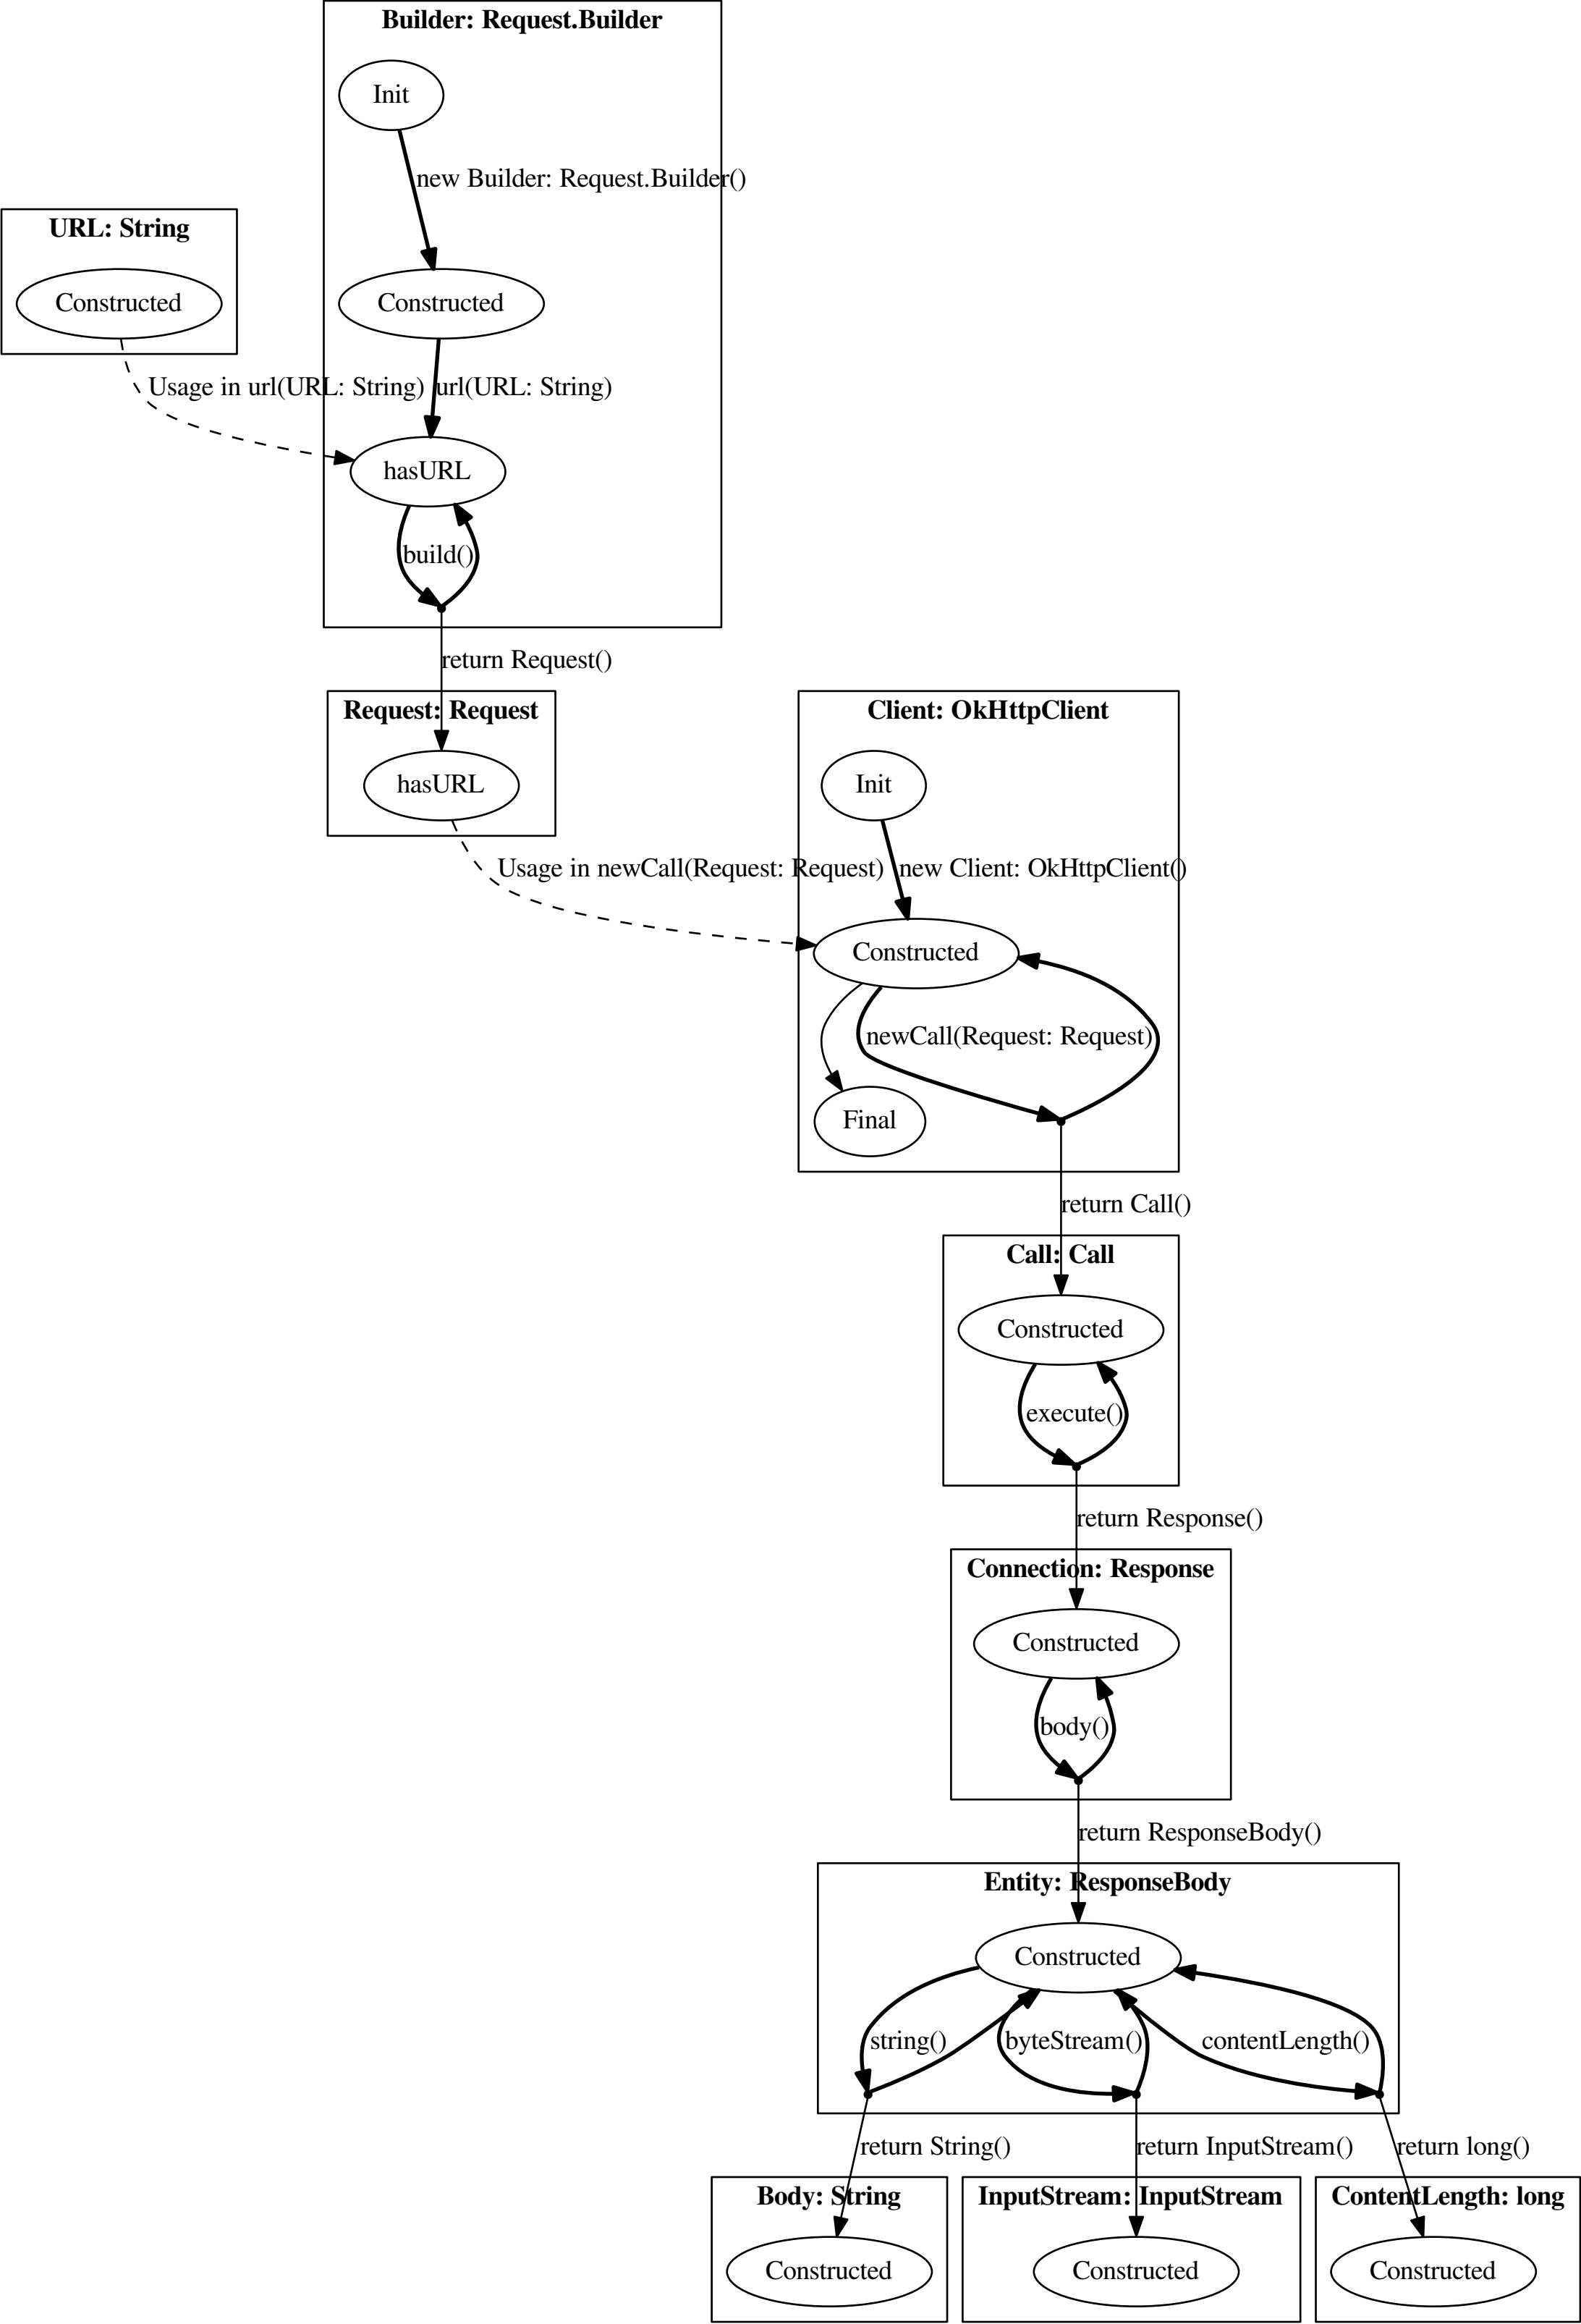 Builder: Request.Builder
Init
new Builder: Request.Builder()
URL: String
Constructed
Constructed
Usage in url(URL: String)
url(URL: String)
hasURL
build()
return Request()
Request: Request
hasURL
Client: OkHttpClient
Init
Usage in newCall(Request: Request)
new Client: OkHttpClient()
Constructed
newCall(Request: Request)
Final
return Call()
Call: Call
Constructed
execute()
return Response()
Connection: Response
Constructed
body()
return ResponseBody()
Entity: ResponseBody
Constructed
string()
byteStream()
contentLength()
return String()
return InputStream()
return long()
Body: String
InputStream: InputStream
ContentLength: long
Constructed
Constructed
Constructed